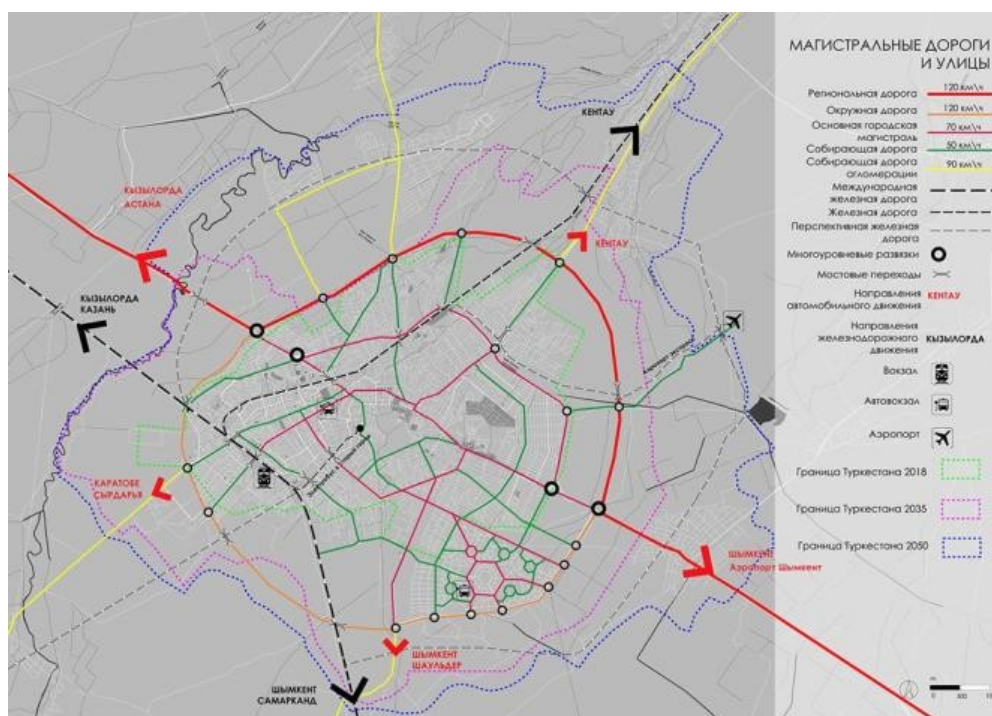 МАГИСТРАЛЬНЫЕ ДОРОГИ
И УЛИЦЫ
Региональная дорога
120 км\ч
Окружная дорога
120 км\ч
Основная городская
магистраль
70 км\ч
Собирающая дорога
50 км\ч
Собирающая дорога
агломерации
90 км\ч
Международная
железная дорога
Железная дорога
Перспективная железная
дорога
Многоуровневые развязки
Мостовые переходы
Направления
автомобильного движения
КЕНТАУ
Направления
железнодорожного
движения
КЫЗЫЛОРДА
Вокзал
Автовокзал
Аэропорт
Граница Туркестана 2018
Граница Туркестана 2035
Граница Туркестана 2050
КЕНТАУ
КЫЗЫЛОРДА
АСТАНА
КЕНТАУ
КЫЗЫЛОРДА
КАЗАНЬ
Аэропорт экспресс
КАРАТОБЕ
СЫРДАРЬЯ
ШЫМКЕНТ
Аэропорт Шымкент
ШЫМКЕНТ
ШАУЛЬДЕР
ШЫМКЕНТ
САМАРКАНД